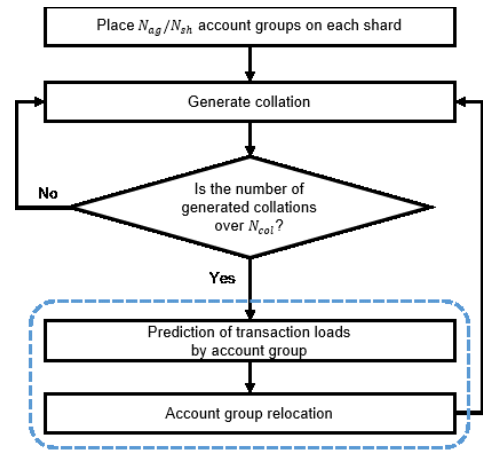 Place N_ag/N_sh account groups on each shard
Generate collation
No
Is the number of
generated collations
over N_col?
Yes
Prediction of transaction loads
by account group
Account group relocation